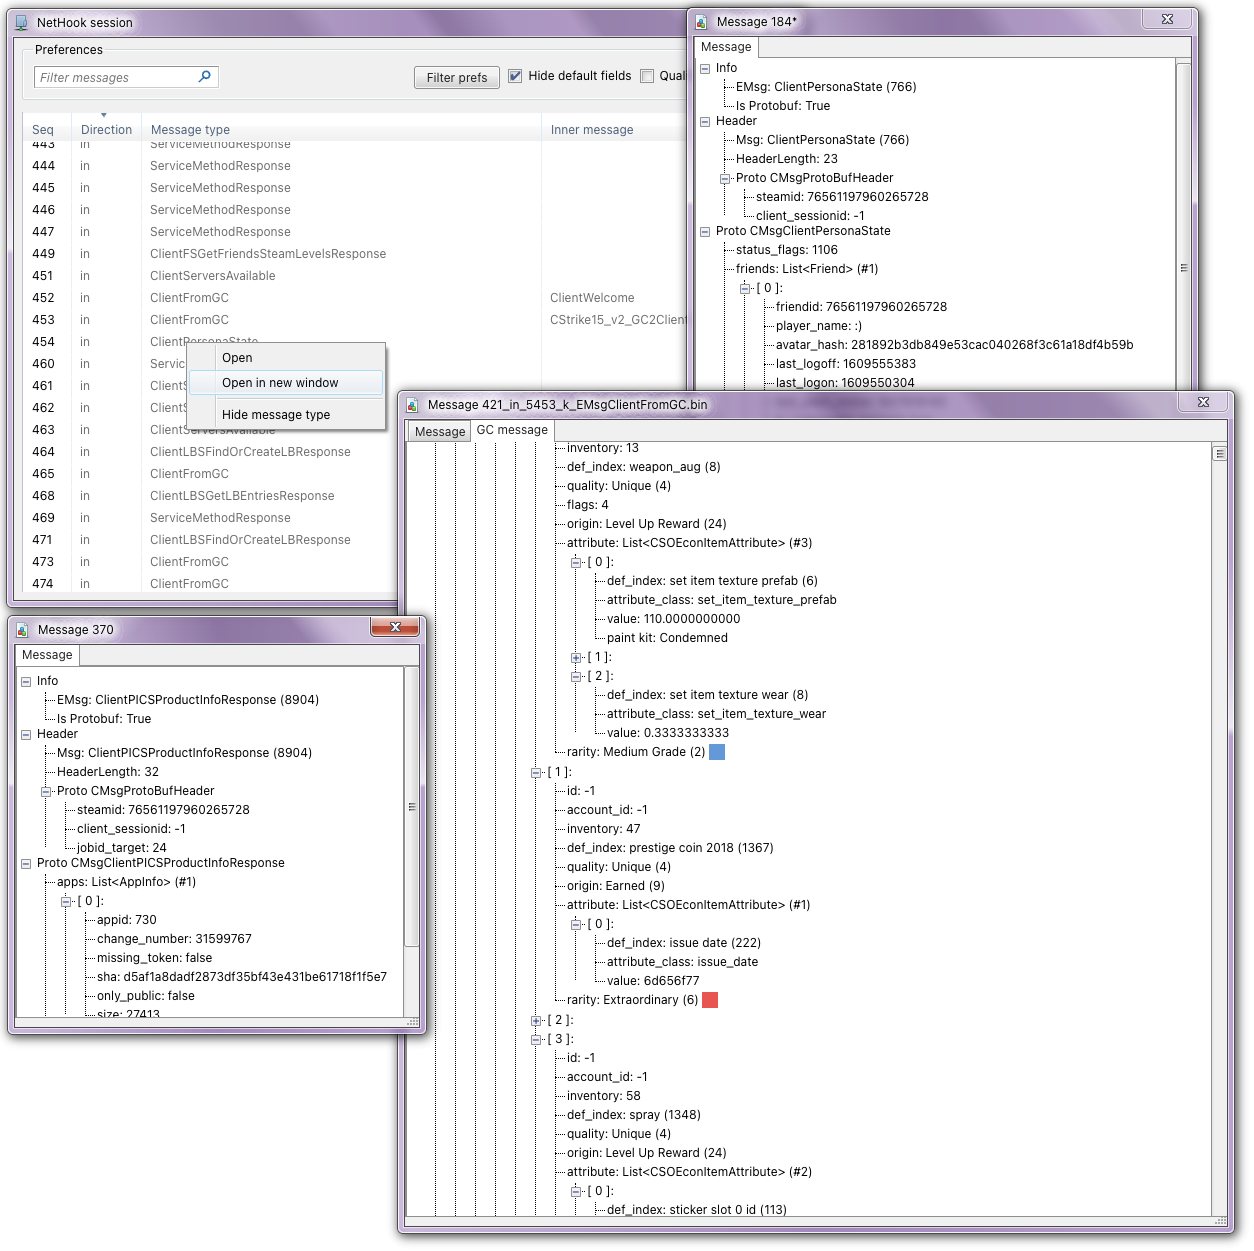 NetHook session
Preferences
Filter messages
Filter prefs
Hide default fields
Seq Direction Message type Inner message
443 in ServiceMethodResponse
444 in ServiceMethodResponse
445 in ServiceMethodResponse
446 in ServiceMethodResponse
447 in ServiceMethodResponse
449 in ClientFSGetFriendsSteamLevelsResponse
451 in ClientServersAvailable
452 in ClientFromGC ClientWelcome
453 in ClientFromGC CStrike15_v2_GC2Client
454 in ClientPersonaState
460 in
461 in
462 in
463 in ClientServersAvailable
464 in ClientLBSFindOrCreateLBResponse
465 in ClientFromGC
468 in ClientLBSGetLBEntriesResponse
469 in ServiceMethodResponse
471 in ClientLBSFindOrCreateLBResponse
473 in ClientFromGC
474 in ClientFromGC
Open
Open in new window
Hide message type
Message 184*
Message
Info
EMsg: ClientPersonaState (766)
Is Protobuf: True
Header
Msg: ClientPersonaState (766)
HeaderLength: 23
Proto CMsgProtoBufHeader
steamid: 76561197960265728
client_sessionid: -1
Proto CMsgClientPersonaState
status_flags: 1106
friends: List<Friend> (#1)
[ 0 ]:
friendid: 76561197960265728
player_name: :)
avatar_hash: 281892b3db849e53cac040268f3c61a18df4b59b
last_logoff: 1609555383
last_logon: 1609550304
Message 370
Message
Info
EMsg: ClientPICSProductInfoResponse (8904)
Is Protobuf: True
Header
Msg: ClientPICSProductInfoResponse (8904)
HeaderLength: 32
Proto CMsgProtoBufHeader
steamid: 76561197960265728
client_sessionid: -1
jobid_target: 24
Proto CMsgClientPICSProductInfoResponse
apps: List<AppInfo> (#1)
[ 0 ]:
appid: 730
change_number: 31599767
missing_token: false
sha: d5af1a8dadf2873df35bf43e431be61718f1f5e7
only_public: false
size: 27413
Message 421_in_5453_k_EMsgClientFromGC.bin
Message GC message
inventory: 13
def_index: weapon_aug (8)
quality: Unique (4)
flags: 4
origin: Level Up Reward (24)
attribute: List<CSOEconItemAttribute> (#3)
[ 0 ]:
def_index: set item texture prefab (6)
attribute_class: set_item_texture_prefab
value: 110.0000000000
paint kit: Condemned
[ 1 ]:
[ 2 ]:
def_index: set item texture wear (8)
attribute_class: set_item_texture_wear
value: 0.3333333333
rarity: Medium Grade (2)
[ 1 ]:
id: -1
account_id: -1
inventory: 47
def_index: prestige coin 2018 (1367)
quality: Unique (4)
origin: Earned (9)
attribute: List<CSOEconItemAttribute> (#1)
[ 0 ]:
def_index: issue date (222)
attribute_class: issue_date
value: 6d656f77
rarity: Extraordinary (6)
[ 2 ]:
[ 3 ]:
id: -1
account_id: -1
inventory: 58
def_index: spray (1348)
quality: Unique (4)
origin: Level Up Reward (24)
attribute: List<CSOEconItemAttribute> (#2)
[ 0 ]:
def_index: sticker slot 0 id (113)